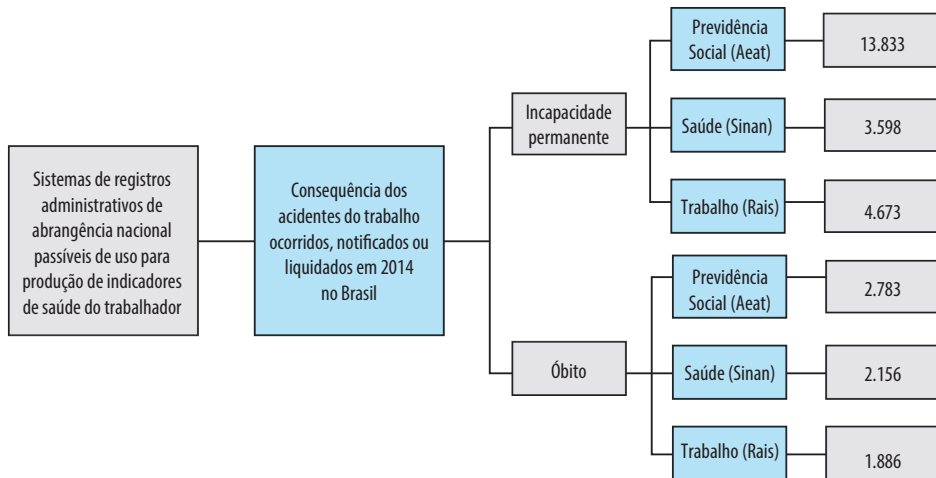 Sistemas de registros
administrativos de
abrangência nacional
passíveis de uso para
produção de indicadores
de saúde do trabalhador
Consequência dos
acidentes do trabalho
ocorridos, notificados ou
liquidados em 2014
no Brasil
Incapacidade
permanente
Previdência
Social (Aeat)
13.833
Saúde (Sinan)
3.598
Trabalho (Rais)
4.673
Óbito
Previdência
Social (Aeat)
2.783
Saúde (Sinan)
2.156
Trabalho (Rais)
1.886